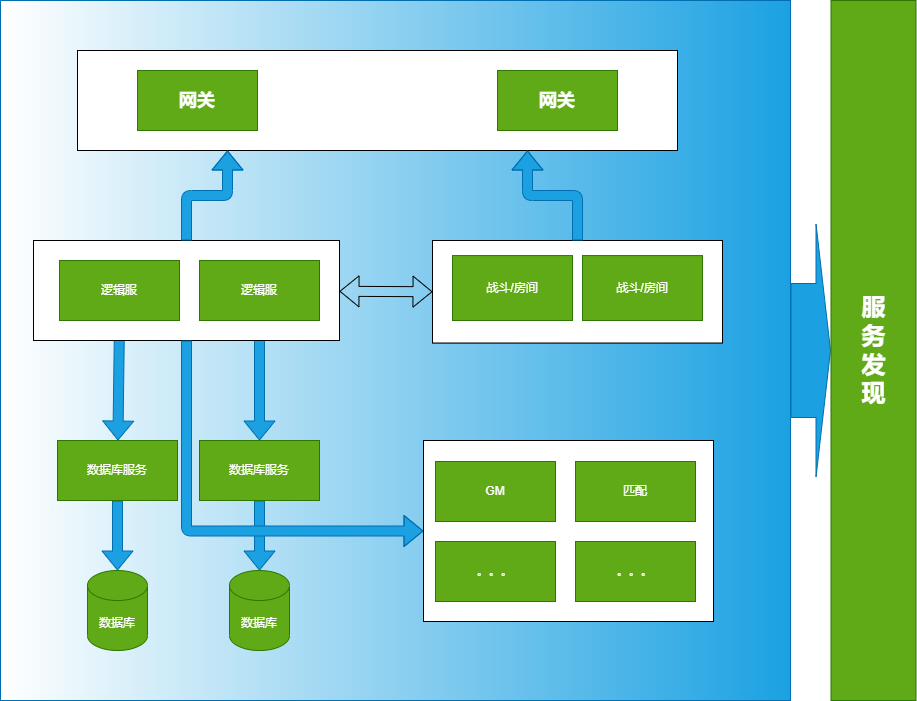 网关
网关
逻辑服
逻辑服
战斗/房间
战斗/房间
服
务
发
现
数据库服务
数据库服务
GM
匹配
。。。
。。。
数据库
数据库